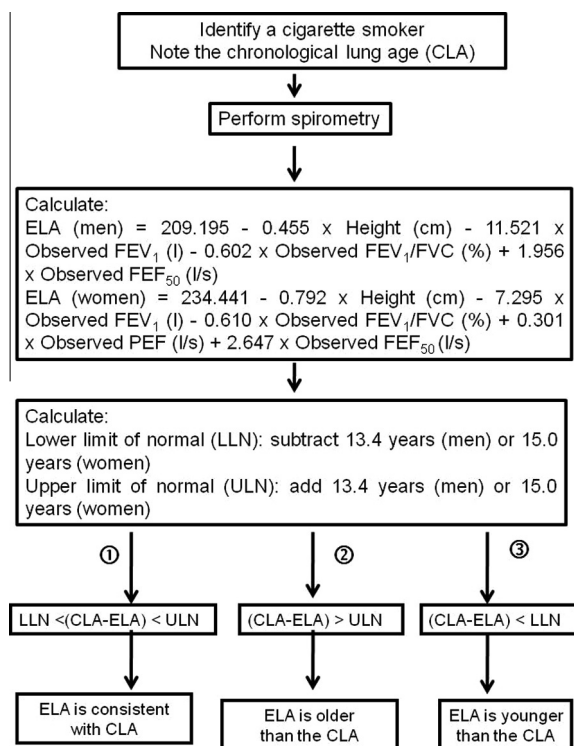 Identify a cigarette smoker
Note the chronological lung age (CLA)
Perform spirometry
Calculate:
ELA (men) = 209.195 - 0.455 x Height (cm) - 11.521 x
Observed FEV₁ (l) - 0.602 x Observed FEV₁/FVC (%) + 1.956
x Observed FEF₅₀ (l/s)
ELA (women) = 234.441 - 0.792 x Height (cm) - 7.295 x
Observed FEV₁ (l) - 0.610 x Observed FEV₁/FVC (%) + 0.301
x Observed PEF (l/s) + 2.647 x Observed FEF₅₀ (l/s)
Calculate:
Lower limit of normal (LLN): subtract 13.4 years (men) or 15.0
years (women)
Upper limit of normal (ULN): add 13.4 years (men) or 15.0
years (women)
① ② ③
LLN <(CLA-ELA) < ULN
(CLA-ELA) > ULN
(CLA-ELA) < LLN
ELA is consistent
with CLA
ELA is older
than the CLA
ELA is younger
than the CLA